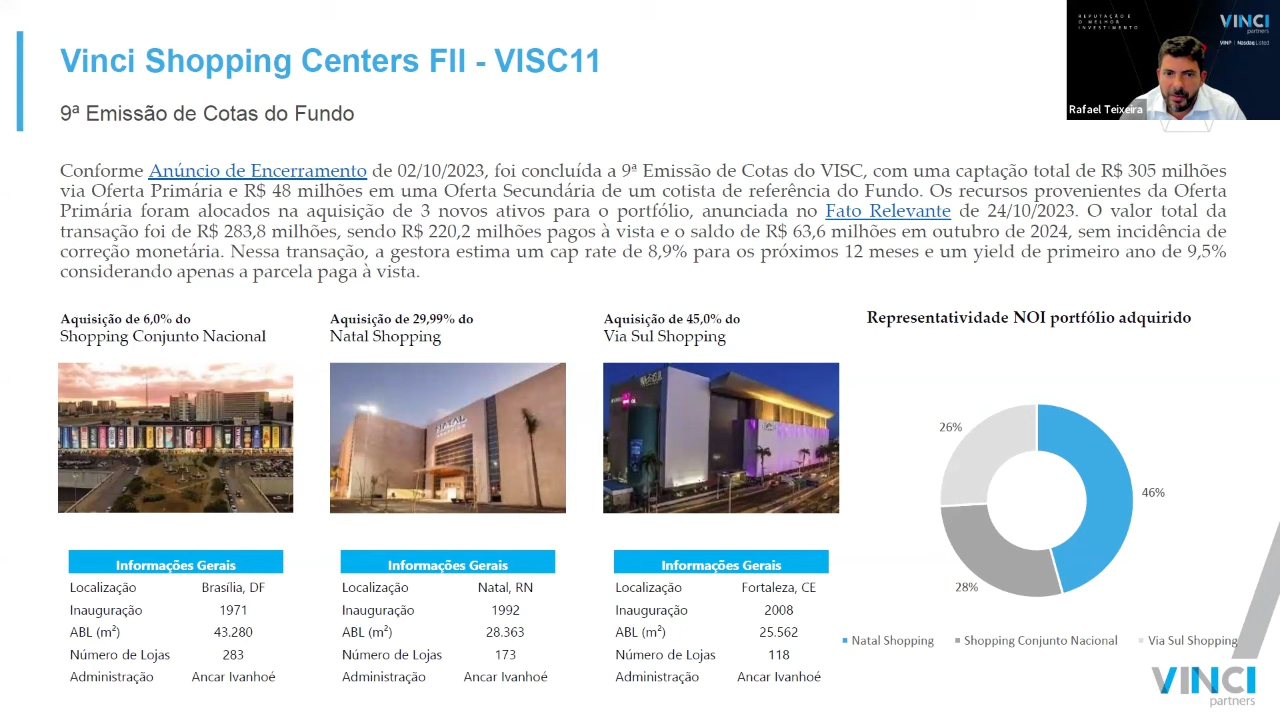 Vinci Shopping Centers FII - VISC11
9ª Emissão de Cotas do Fundo
REPUTAÇÃO É
O MELHOR
INVESTIMENTO
VINCI
partners
VINP | Nasdaq Listed
Rafael Teixeira
Conforme Anúncio de Encerramento de 02/10/2023, foi concluída a 9ª Emissão de Cotas do VISC, com uma captação total de R$ 305 milhões
via Oferta Primária e R$ 48 milhões em uma Oferta Secundária de um cotista de referência do Fundo. Os recursos provenientes da Oferta
Primária foram alocados na aquisição de 3 novos ativos para o portfólio, anunciada no Fato Relevante de 24/10/2023. O valor total da
transação foi de R$ 283,8 milhões, sendo R$ 220,2 milhões pagos à vista e o saldo de R$ 63,6 milhões em outubro de 2024, sem incidência de
correção monetária. Nessa transação, a gestora estima um cap rate de 8,9% para os próximos 12 meses e um yield de primeiro ano de 9,5%
considerando apenas a parcela paga à vista.
Aquisição de 6,0% do
Shopping Conjunto Nacional
Informações Gerais
Localização Brasília, DF
Inauguração 1971
ABL (m²) 43.280
Número de Lojas 283
Administração Ancar Ivanhoé
Aquisição de 29,99% do
Natal Shopping
NATAL
Informações Gerais
Localização Natal, RN
Inauguração 1992
ABL (m²) 28.363
Número de Lojas 173
Administração Ancar Ivanhoé
Aquisição de 45,0% do
Via Sul Shopping
Informações Gerais
Localização Fortaleza, CE
Inauguração 2008
ABL (m²) 25.562
Número de Lojas 118
Administração Ancar Ivanhoé
Representatividade NOI portfólio adquirido
26%
46%
28%
Natal Shopping Shopping Conjunto Nacional Via Sul Shopping
VINCI
partners